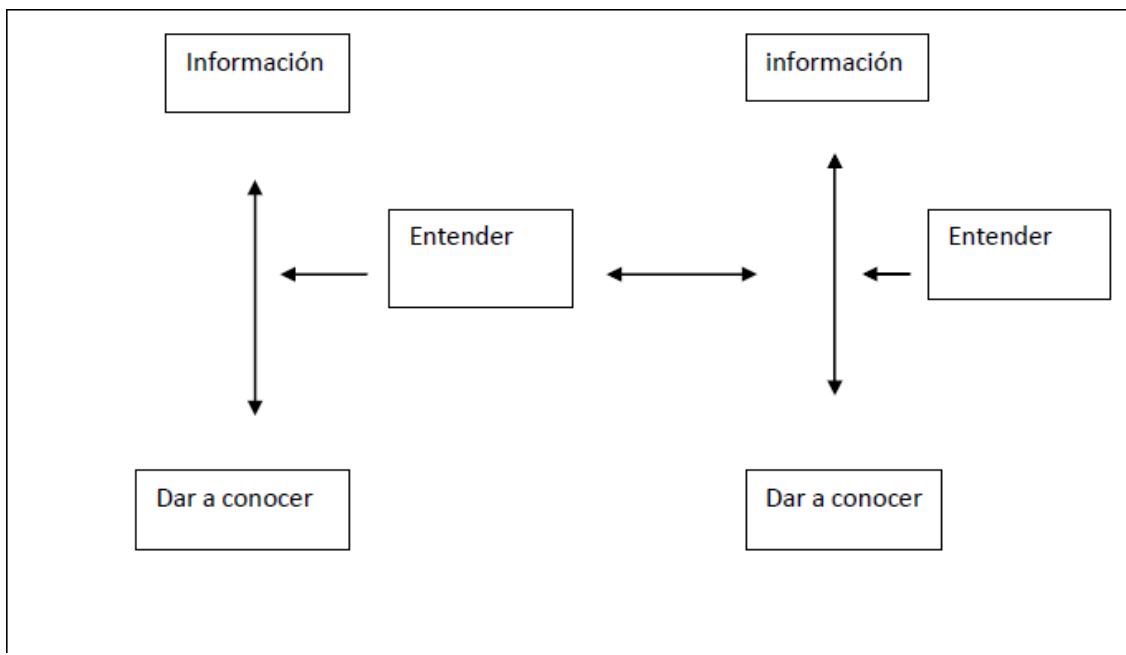 Información
información
Entender
Entender
Dar a conocer
Dar a conocer